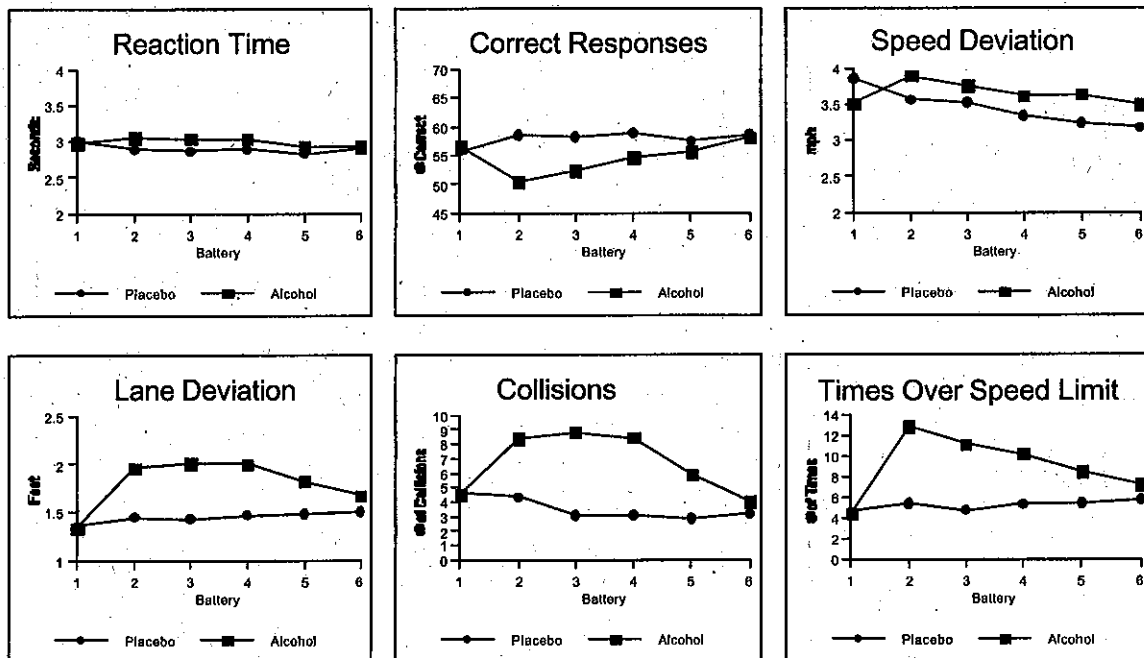 Reaction Time
4
3.5
3
2.5
2
Seconds
1 2 3 4 5 6
Battery
Placebo Alcohol
Correct Responses
70
65
60
55
50
45
# Correct
1 2 3 4 5 6
Battery
Placebo Alcohol
Speed Deviation
4
3.5
3
2.5
2
mph
1 2 3 4 5 6
Battery
Placebo Alcohol
Lane Deviation
2.5
2
1.5
1
Feet
1 2 3 4 5 6
Battery
Placebo Alcohol
Collisions
10
9
8
7
6
5
4
3
2
1
0
# of Collisions
1 2 3 4 5 6
Battery
Placebo Alcohol
Times Over Speed Limit
14
12
10
8
6
4
2
0
# of Times
1 2 3 4 5 6
Battery
Placebo Alcohol